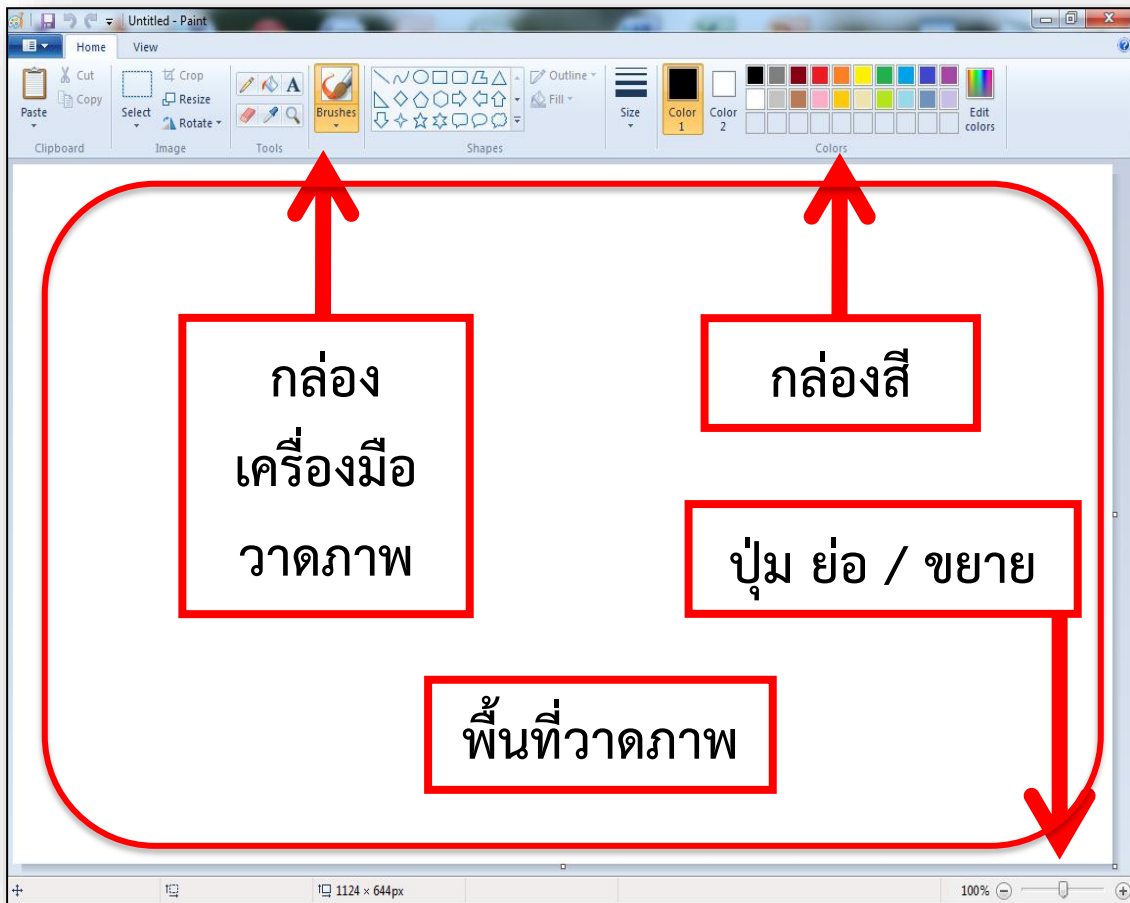 Untitled - Paint
Home View
Cut
Copy
Paste
Clipboard
Select
Crop
Resize
Rotate
Image
A
Tools
Brushes
Outline
Fill
Shapes
Size
Color 1
Color 2
Edit colors
Colors
กล่อง
เครื่องมือ
วาดภาพ
กล่องสี
ปุ่ม ย่อ / ขยาย
พื้นที่วาดภาพ
1124 × 644px
100%